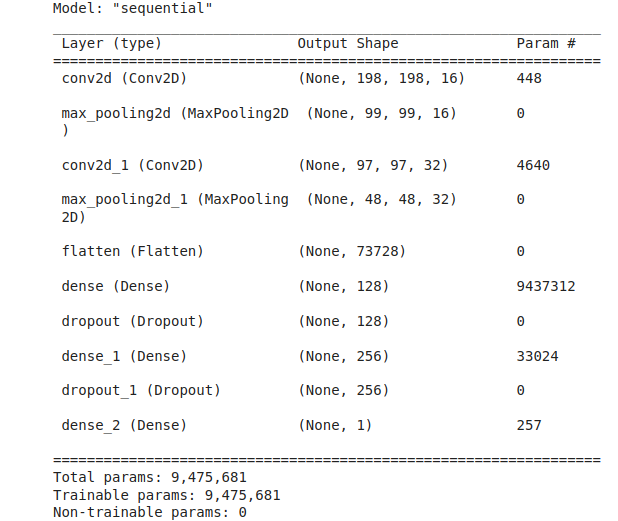 Model: "sequential"
_________________________________________________________________
Layer (type) Output Shape Param #
=================================================================
conv2d (Conv2D) (None, 198, 198, 16) 448
max_pooling2d (MaxPooling2D (None, 99, 99, 16) 0
)
conv2d_1 (Conv2D) (None, 97, 97, 32) 4640
max_pooling2d_1 (MaxPooling (None, 48, 48, 32) 0
2D)
flatten (Flatten) (None, 73728) 0
dense (Dense) (None, 128) 9437312
dropout (Dropout) (None, 128) 0
dense_1 (Dense) (None, 256) 33024
dropout_1 (Dropout) (None, 256) 0
dense_2 (Dense) (None, 1) 257
=================================================================
Total params: 9,475,681
Trainable params: 9,475,681
Non-trainable params: 0